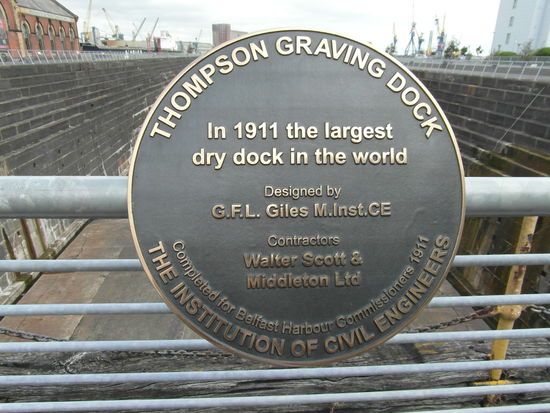 THOMPSON GRAVING DOCK
In 1911 the largest
dry dock in the world
Designed by
G.F.L. Giles M.Inst.CE
Contractors
Walter Scott &
Middleton Ltd
Completed for Belfast Harbour Commissioners 1911
THE INSTITUTION OF CIVIL ENGINEERS